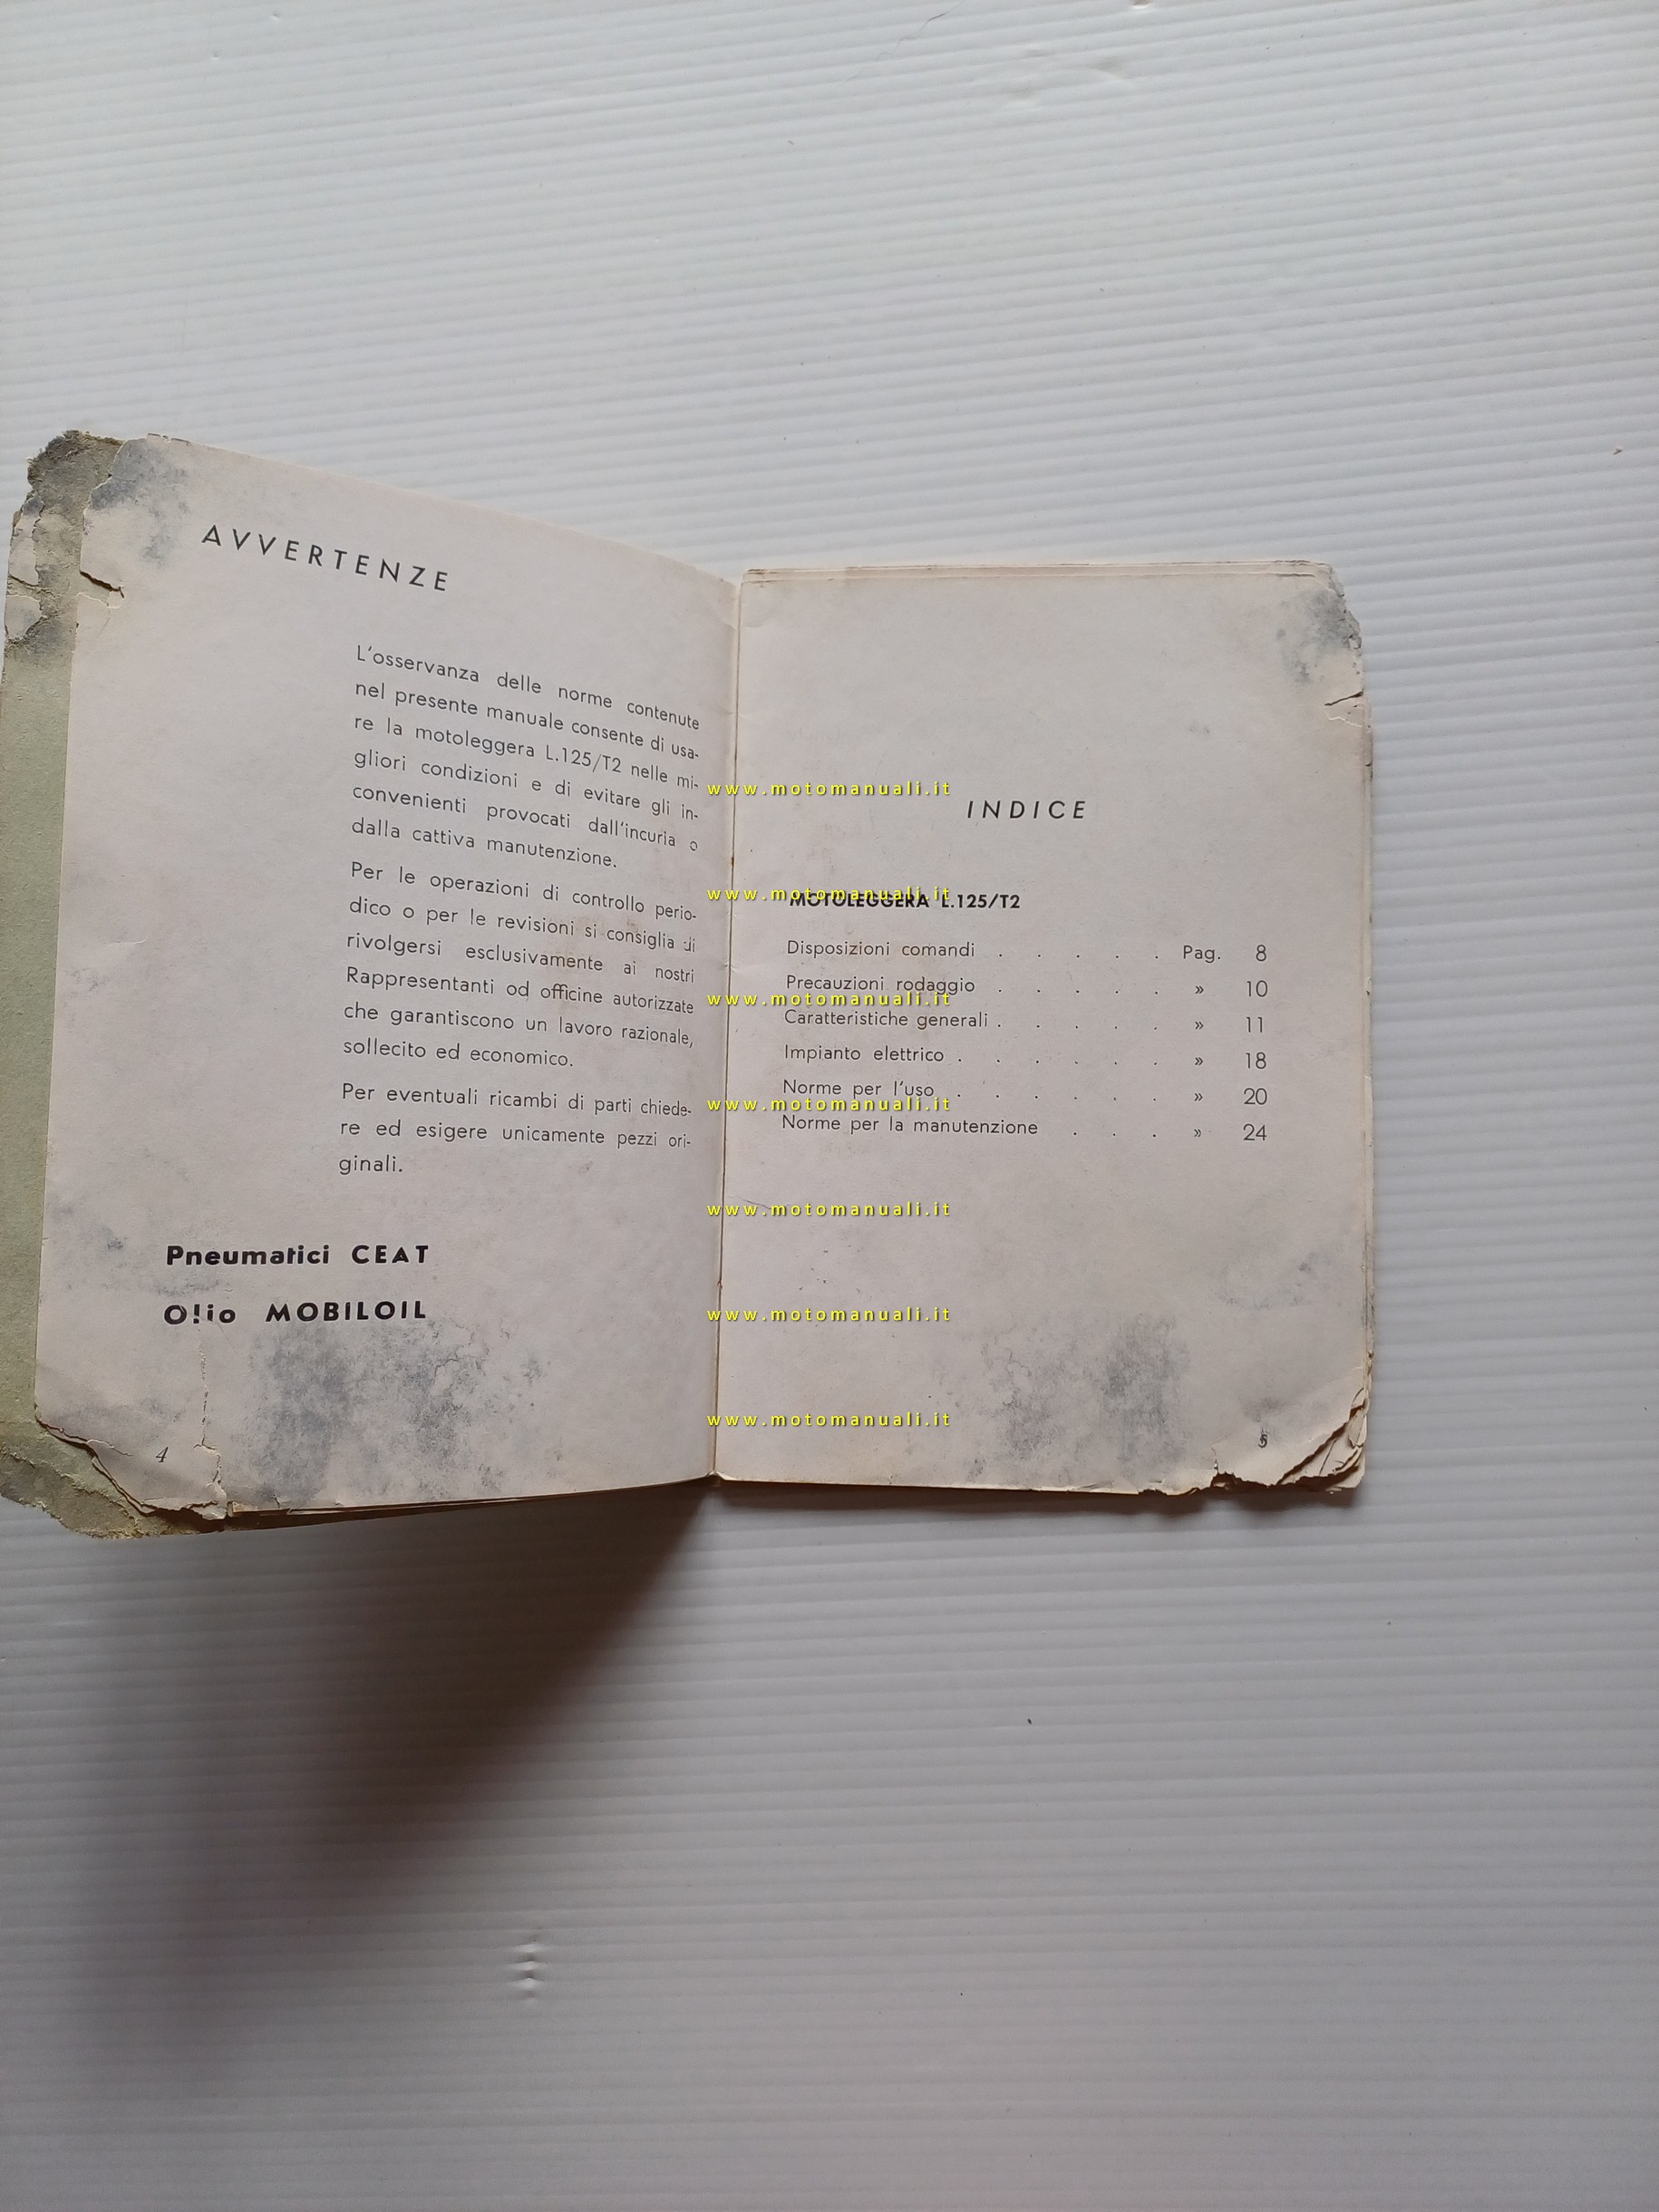 AVVERTENZE
L'osservanza delle norme contenute
nel presente manuale consente di usa-
re la motoleggera L.125/T2 nelle mi-
gliori condizioni e di evitare gli in-
convenienti provocati dall'incuria o
dalla cattiva manutenzione.
Per le operazioni di controllo perio-
dico o per le revisioni si consiglia di
rivolgersi esclusivamente ai nostri
Rappresentanti od officine autorizzate
che garantiscono un lavoro razionale,
sollecito ed economico.
Per eventuali ricambi di parti chiede-
re ed esigere unicamente pezzi ori-
ginali.
Pneumatici CEAT
Olio MOBILOIL
4
www.motomanuali.it
INDICE
www.motomanuali.it
MOTOLEGGERA L.125/T2
Disposizioni comandi . . . . . Pag. 8
Precauzioni rodaggio . . . . . » 10
www.motomanuali.it
Caratteristiche generali . . . . . » 11
Impianto elettrico . . . . . . » 18
Norme per l'uso . . . . . . » 20
www.motomanuali.it
Norme per la manutenzione . . . » 24
www.motomanuali.it
www.motomanuali.it
www.motomanuali.it
5